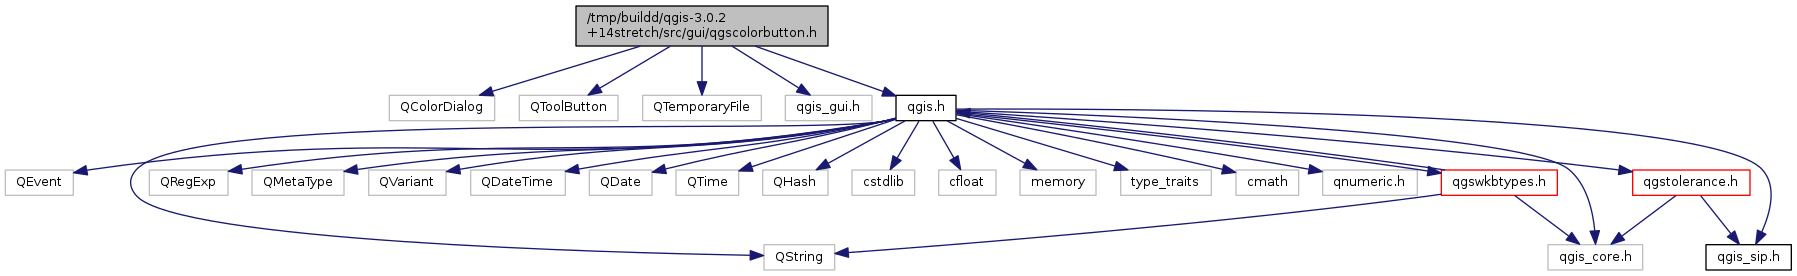 /tmp/buildd/qgis-3.0.2
+14stretch/src/gui/qgscolorbutton.h
QColorDialog
QToolButton
QTemporaryFile
qgis_gui.h
qgis.h
QEvent
QRegExp
QMetaType
QVariant
QDateTime
QDate
QTime
QHash
cstdlib
cfloat
memory
type_traits
cmath
qnumeric.h
qgswkbtypes.h
qgstolerance.h
QString
qgis_core.h
qgis_sip.h